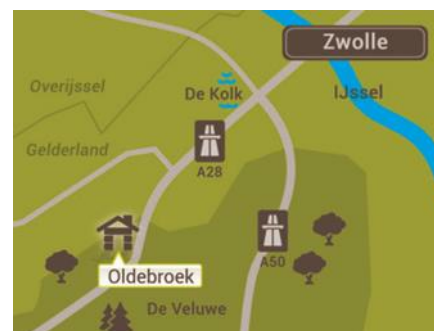 Zwolle
Overijssel
De Kolk
IJssel
Gelderland
A28
A50
Oldebroek
De Veluwe